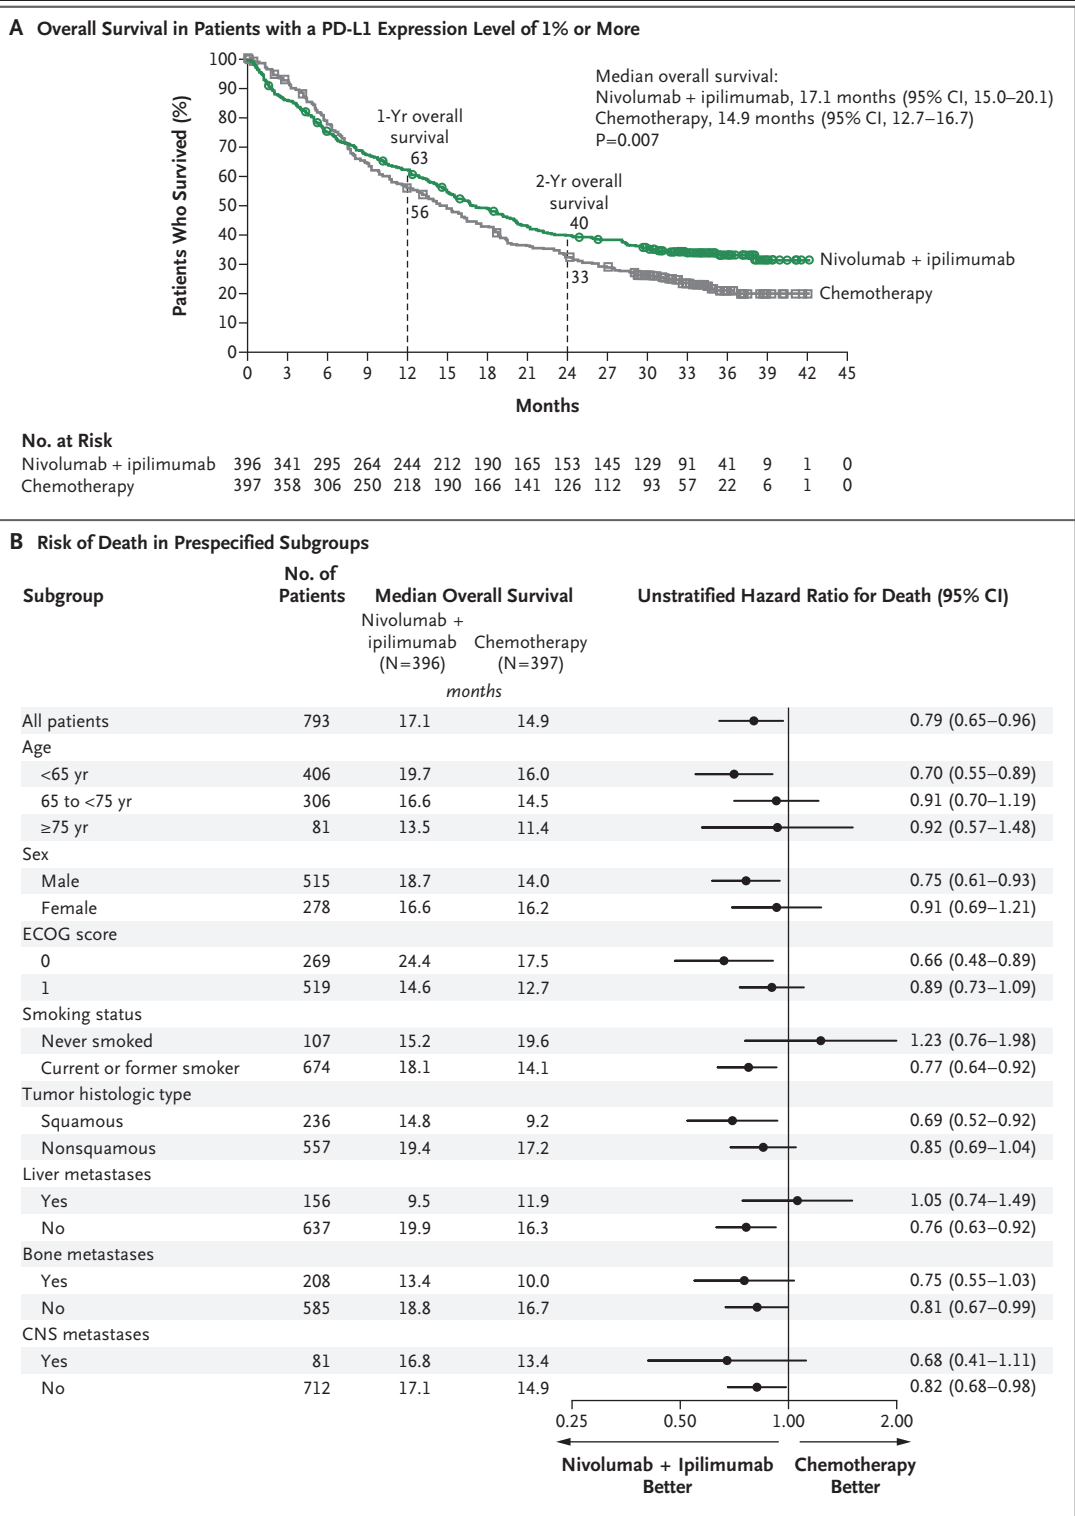 A Overall Survival in Patients with a PD-L1 Expression Level of 1% or More
Patients Who Survived (%)
100
90
80
70
60
50
40
30
20
10
0
Median overall survival:
Nivolumab + ipilimumab, 17.1 months (95% CI, 15.0–20.1)
Chemotherapy, 14.9 months (95% CI, 12.7–16.7)
P=0.007
1-Yr overall
survival
63
56
2-Yr overall
survival
40
33
Nivolumab + ipilimumab
Chemotherapy
0 3 6 9 12 15 18 21 24 27 30 33 36 39 42 45
Months
No. at Risk
Nivolumab + ipilimumab 396 341 295 264 244 212 190 165 153 145 129 91 41 9 1 0
Chemotherapy 397 358 306 250 218 190 166 141 126 112 93 57 22 6 1 0
B Risk of Death in Prespecified Subgroups
Subgroup No. of Patients Median Overall Survival Unstratified Hazard Ratio for Death (95% CI)
Nivolumab +
ipilimumab Chemotherapy
(N=396) (N=397)
months
All patients 793 17.1 14.9 0.79 (0.65–0.96)
Age
<65 yr 406 19.7 16.0 0.70 (0.55–0.89)
65 to <75 yr 306 16.6 14.5 0.91 (0.70–1.19)
≥75 yr 81 13.5 11.4 0.92 (0.57–1.48)
Sex
Male 515 18.7 14.0 0.75 (0.61–0.93)
Female 278 16.6 16.2 0.91 (0.69–1.21)
ECOG score
0 269 24.4 17.5 0.66 (0.48–0.89)
1 519 14.6 12.7 0.89 (0.73–1.09)
Smoking status
Never smoked 107 15.2 19.6 1.23 (0.76–1.98)
Current or former smoker 674 18.1 14.1 0.77 (0.64–0.92)
Tumor histologic type
Squamous 236 14.8 9.2 0.69 (0.52–0.92)
Nonsquamous 557 19.4 17.2 0.85 (0.69–1.04)
Liver metastases
Yes 156 9.5 11.9 1.05 (0.74–1.49)
No 637 19.9 16.3 0.76 (0.63–0.92)
Bone metastases
Yes 208 13.4 10.0 0.75 (0.55–1.03)
No 585 18.8 16.7 0.81 (0.67–0.99)
CNS metastases
Yes 81 16.8 13.4 0.68 (0.41–1.11)
No 712 17.1 14.9 0.82 (0.68–0.98)
0.25 0.50 1.00 2.00
Nivolumab + Ipilimumab Chemotherapy
Better Better